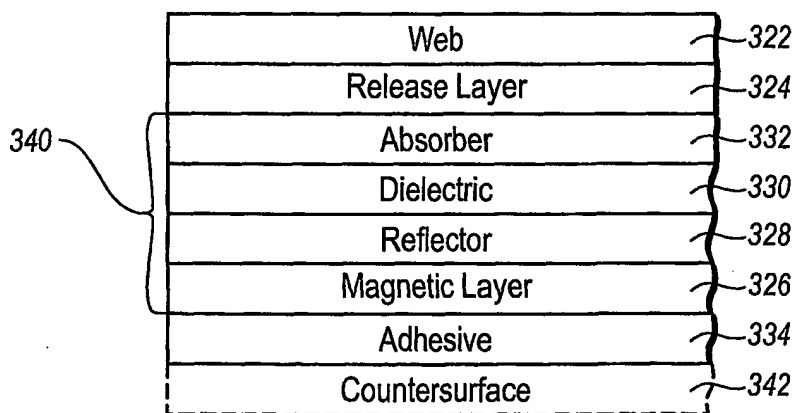 Web 322
Release Layer 324
340 Absorber 332
Dielectric 330
Reflector 328
Magnetic Layer 326
Adhesive 334
Countersurface 342